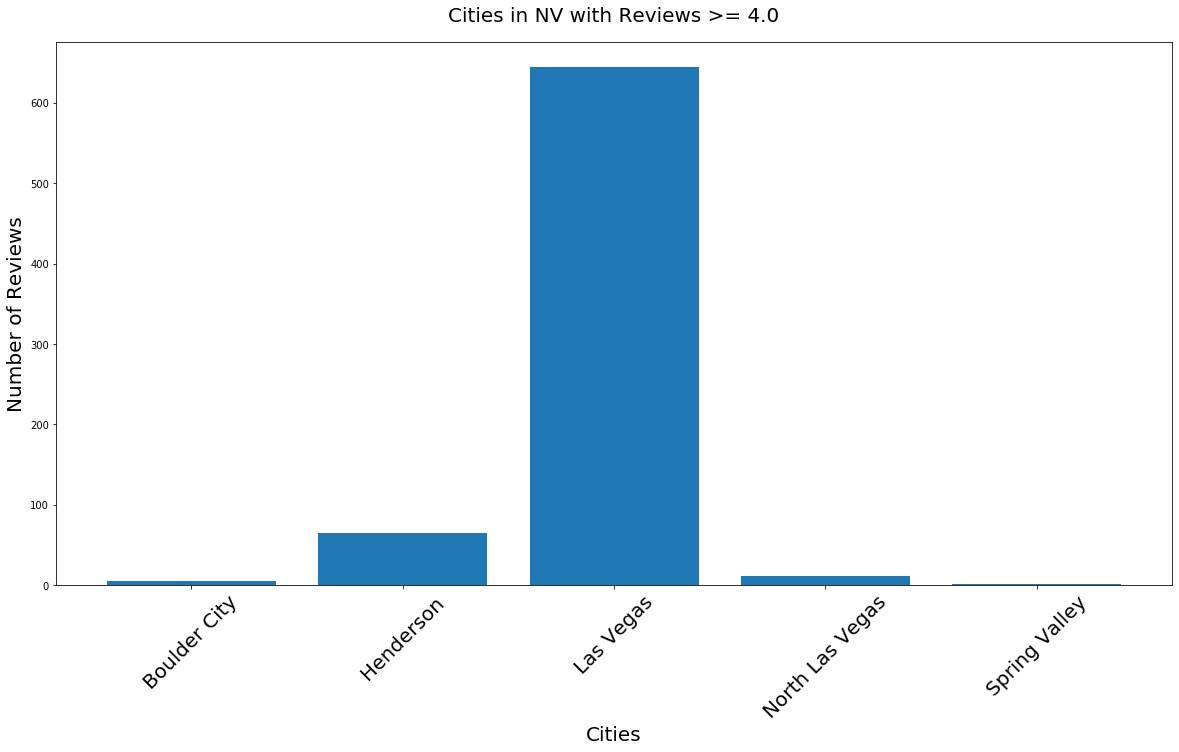 Cities in NV with Reviews >= 4.0
Number of Reviews
600
500
400
300
200
100
0
Boulder City
Henderson
Las Vegas
North Las Vegas
Spring Valley
Cities